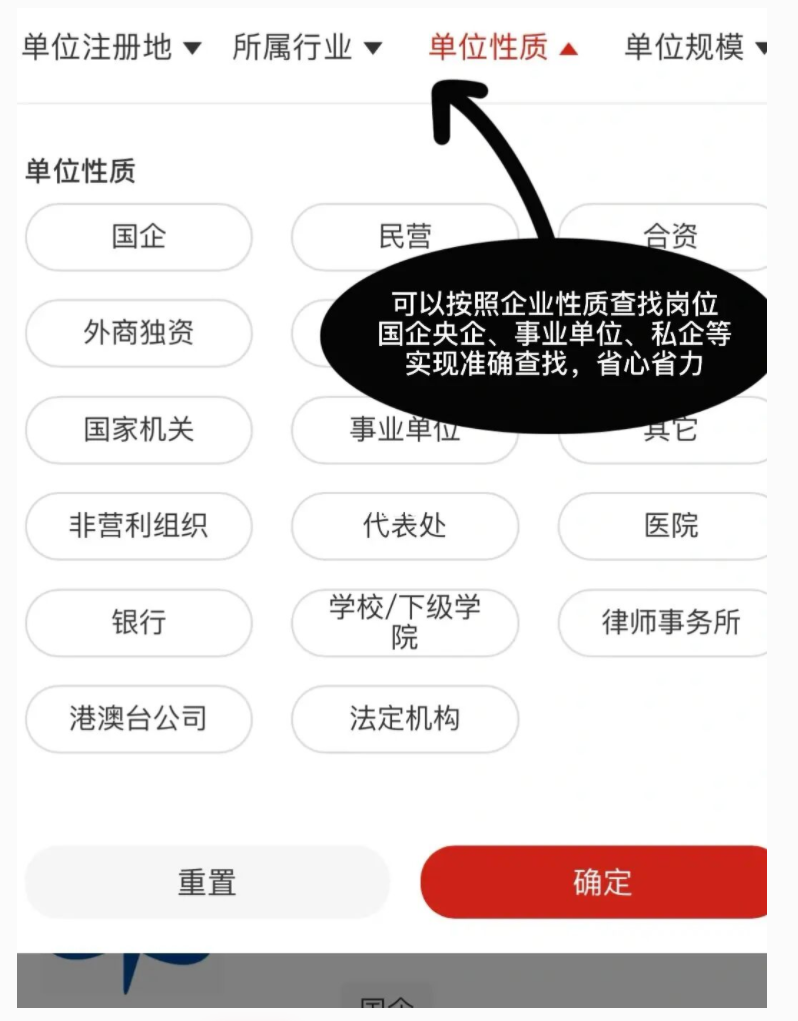 单位注册地 所属行业 单位性质 单位规模
单位性质
国企 民营 合资
可以按照企业性质查找岗位
国企央企、事业单位、私企等
实现准确查找，省心省力
外商独资
国家机关 事业单位 其它
非营利组织 代表处 医院
银行 学校/下级学 律师事务所
院
港澳台公司 法定机构
重置 确定
国企